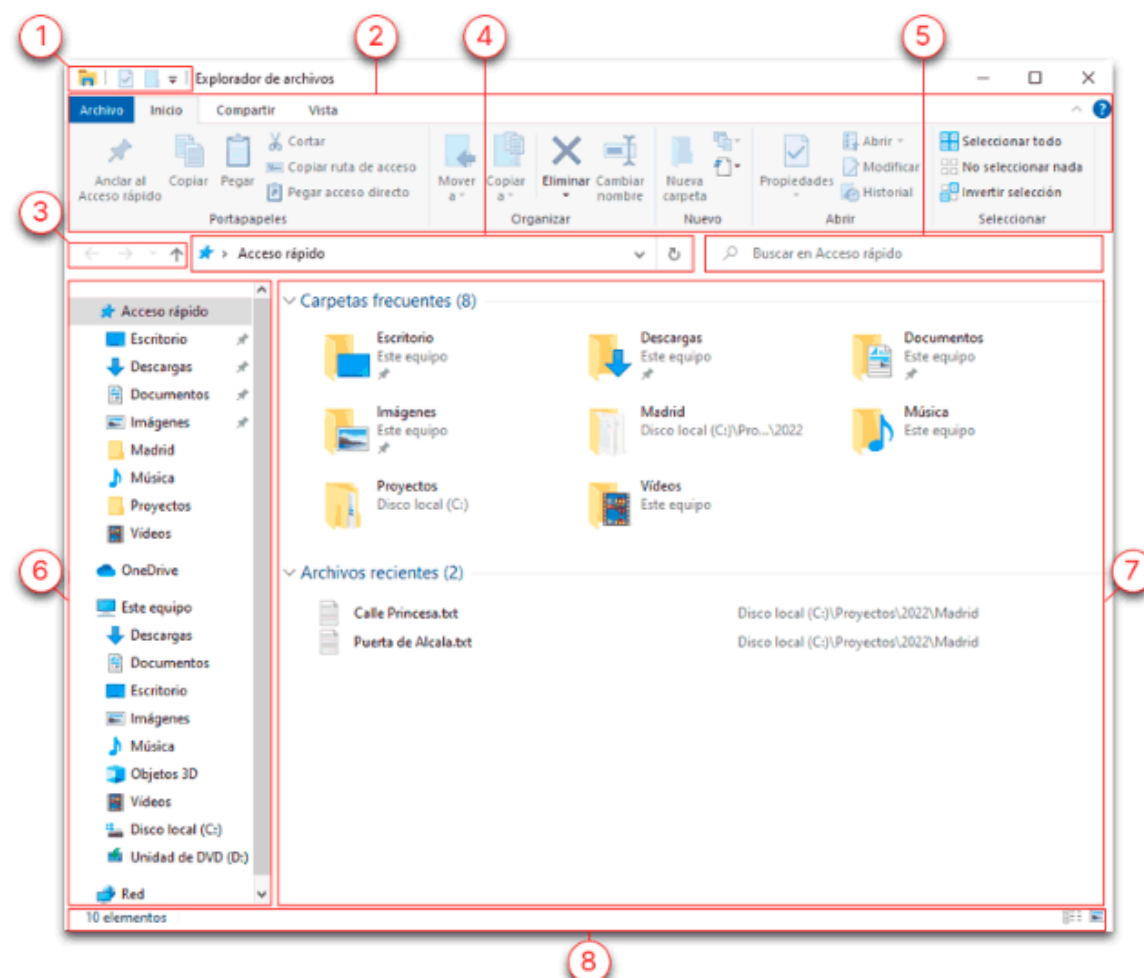 1
2
4
5
Explorador de archivos
Archivo Inicio Compartir Vista
Anclar al Acceso rápido
Copiar
Pegar
Cortar
Copiar ruta de acceso
Pegar acceso directo
Portapapeles
Mover a
Copiar a
Eliminar
Cambiar nombre
Organizar
Nueva carpeta
Nuevo
Propiedades
Abrir
Modificar
Historial
Abrir
Seleccionar todo
No seleccionar nada
Invertir selección
Seleccionar
3
Acceso rápido
Buscar en Acceso rápido
Acceso rápido
Escritorio
Descargas
Documentos
Imágenes
Madrid
Música
Proyectos
Vídeos
OneDrive
Este equipo
Descargas
Documentos
Escritorio
Imágenes
Música
Objetos 3D
Vídeos
Disco local (C:)
Unidad de DVD (D:)
Red
6
Carpetas frecuentes (8)
Escritorio
Este equipo
Descargas
Este equipo
Documentos
Este equipo
Imágenes
Este equipo
Madrid
Disco local (C:)\Pro...\2022
Música
Este equipo
Proyectos
Disco local (C:)
Vídeos
Este equipo
Archivos recientes (2)
Calle Princesa.txt Disco local (C:)\Proyectos\2022\Madrid
Puerta de Alcala.txt Disco local (C:)\Proyectos\2022\Madrid
7
10 elementos
8